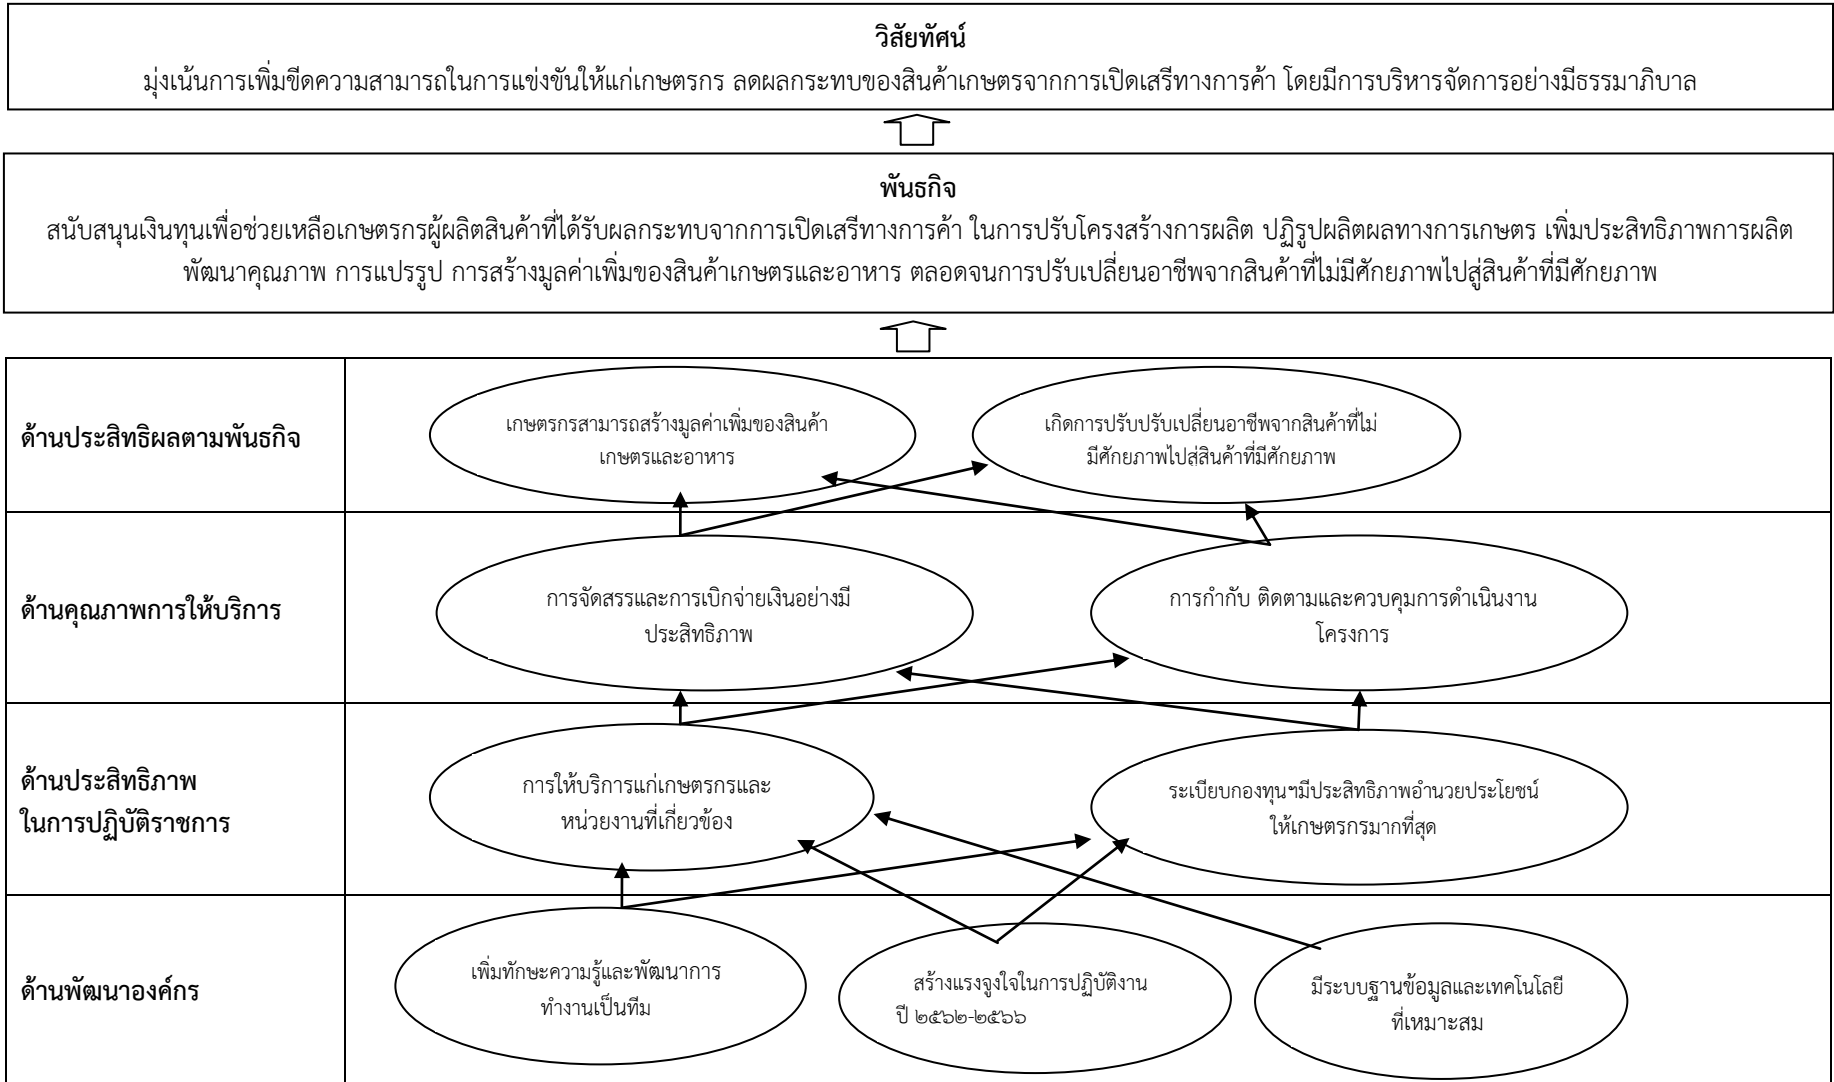 วิสัยทัศน์
มุ่งเน้นการเพิ่มขีดความสามารถในการแข่งขันให้แก่เกษตรกร ลดผลกระทบของสินค้าเกษตรจากการเปิดเสรีทางการค้า โดยมีการบริหารจัดการอย่างมีธรรมาภิบาล
พันธกิจ
สนับสนุนเงินทุนเพื่อช่วยเหลือเกษตรกรผู้ผลิตสินค้าที่ได้รับผลกระทบจากการเปิดเสรีทางการค้า ในการปรับโครงสร้างการผลิต ปฏิรูปผลิตผลทางการเกษตร เพิ่มประสิทธิภาพการผลิต
พัฒนาคุณภาพ การแปรรูป การสร้างมูลค่าเพิ่มของสินค้าเกษตรและอาหาร ตลอดจนการปรับเปลี่ยนอาชีพจากสินค้าที่ไม่มีศักยภาพไปสู่สินค้าที่มีศักยภาพ
ด้านประสิทธิผลตามพันธกิจ
เกษตรกรสามารถสร้างมูลค่าเพิ่มของสินค้า
เกษตรและอาหาร
เกิดการปรับปรับเปลี่ยนอาชีพจากสินค้าที่ไม่
มีศักยภาพไปสู่สินค้าที่มีศักยภาพ
ด้านคุณภาพการให้บริการ
การจัดสรรและการเบิกจ่ายเงินอย่างมี
ประสิทธิภาพ
การกำกับ ติดตามและควบคุมการดำเนินงาน
โครงการ
ด้านประสิทธิภาพ
ในการปฏิบัติราชการ
การให้บริการแก่เกษตรกรและ
หน่วยงานที่เกี่ยวข้อง
ระเบียบกองทุนฯมีประสิทธิภาพอำนวยประโยชน์
ให้เกษตรกรมากที่สุด
ด้านพัฒนาองค์กร
เพิ่มทักษะความรู้และพัฒนาการ
ทำงานเป็นทีม
สร้างแรงจูงใจในการปฏิบัติงาน
ปี ๒๕๖๒-๒๕๖๖
มีระบบฐานข้อมูลและเทคโนโลยี
ที่เหมาะสม